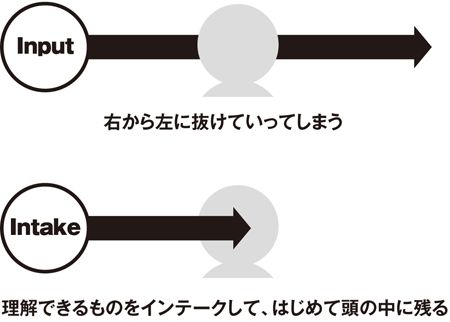 Input
右から左に抜けていってしまう
Intake
理解できるものをインテークして、はじめて頭の中に残る